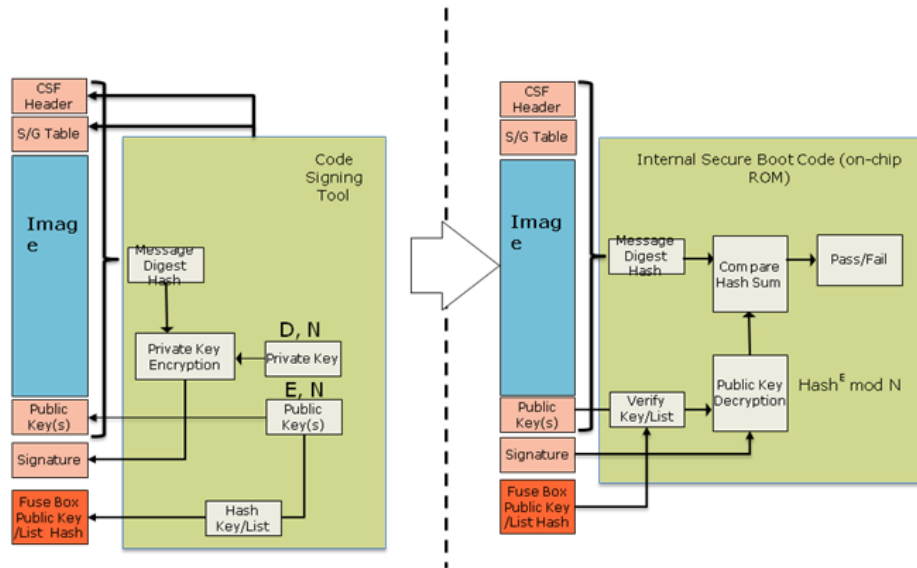 CSF
Header
S/G Table
Imag
e
Public
Key(s)
Signature
Fuse Box
Public Key
/List Hash
Code
Signing
Tool
Message
Digest
Hash
Private Key
Encryption
D, N
Private Key
E, N
Public
Key(s)
Hash
Key/List
CSF
Header
S/G Table
Imag
e
Public
Key(s)
Signature
Fuse Box
Public Key
/List Hash
Internal Secure Boot Code (on-chip
ROM)
Message
Digest
Hash
Compare
Hash Sum
Pass/Fail
Verify
Key/List
Public Key
Decryption
Hash^E mod N